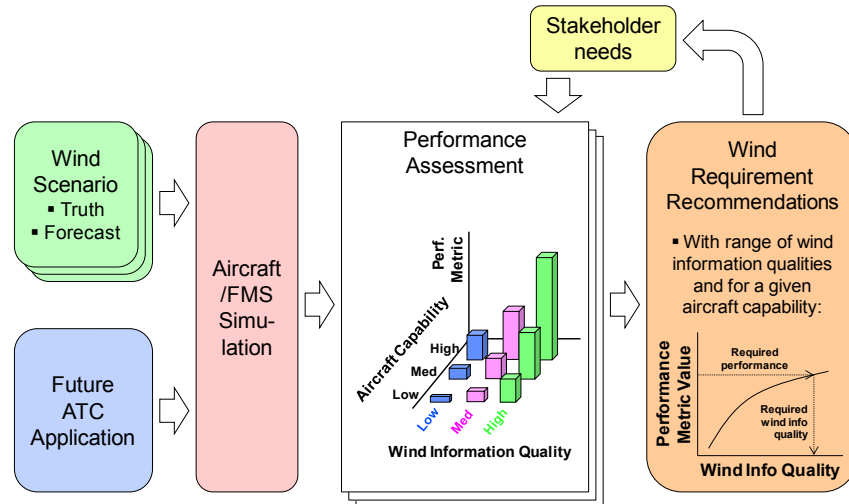 Stakeholder
needs
Wind
Scenario
▪ Truth
▪ Forecast
Future
ATC
Application
Aircraft
/FMS
Simu-
lation
Performance
Assessment
Perf.
Metric
Aircraft Capability
High
Med
Low
Low
Med
High
Wind Information Quality
Wind
Requirement
Recommendations
▪ With range of wind
information qualities
and for a given
aircraft capability:
Performance
Metric Value
Required
performance
Required
wind info
quality
Wind Info Quality